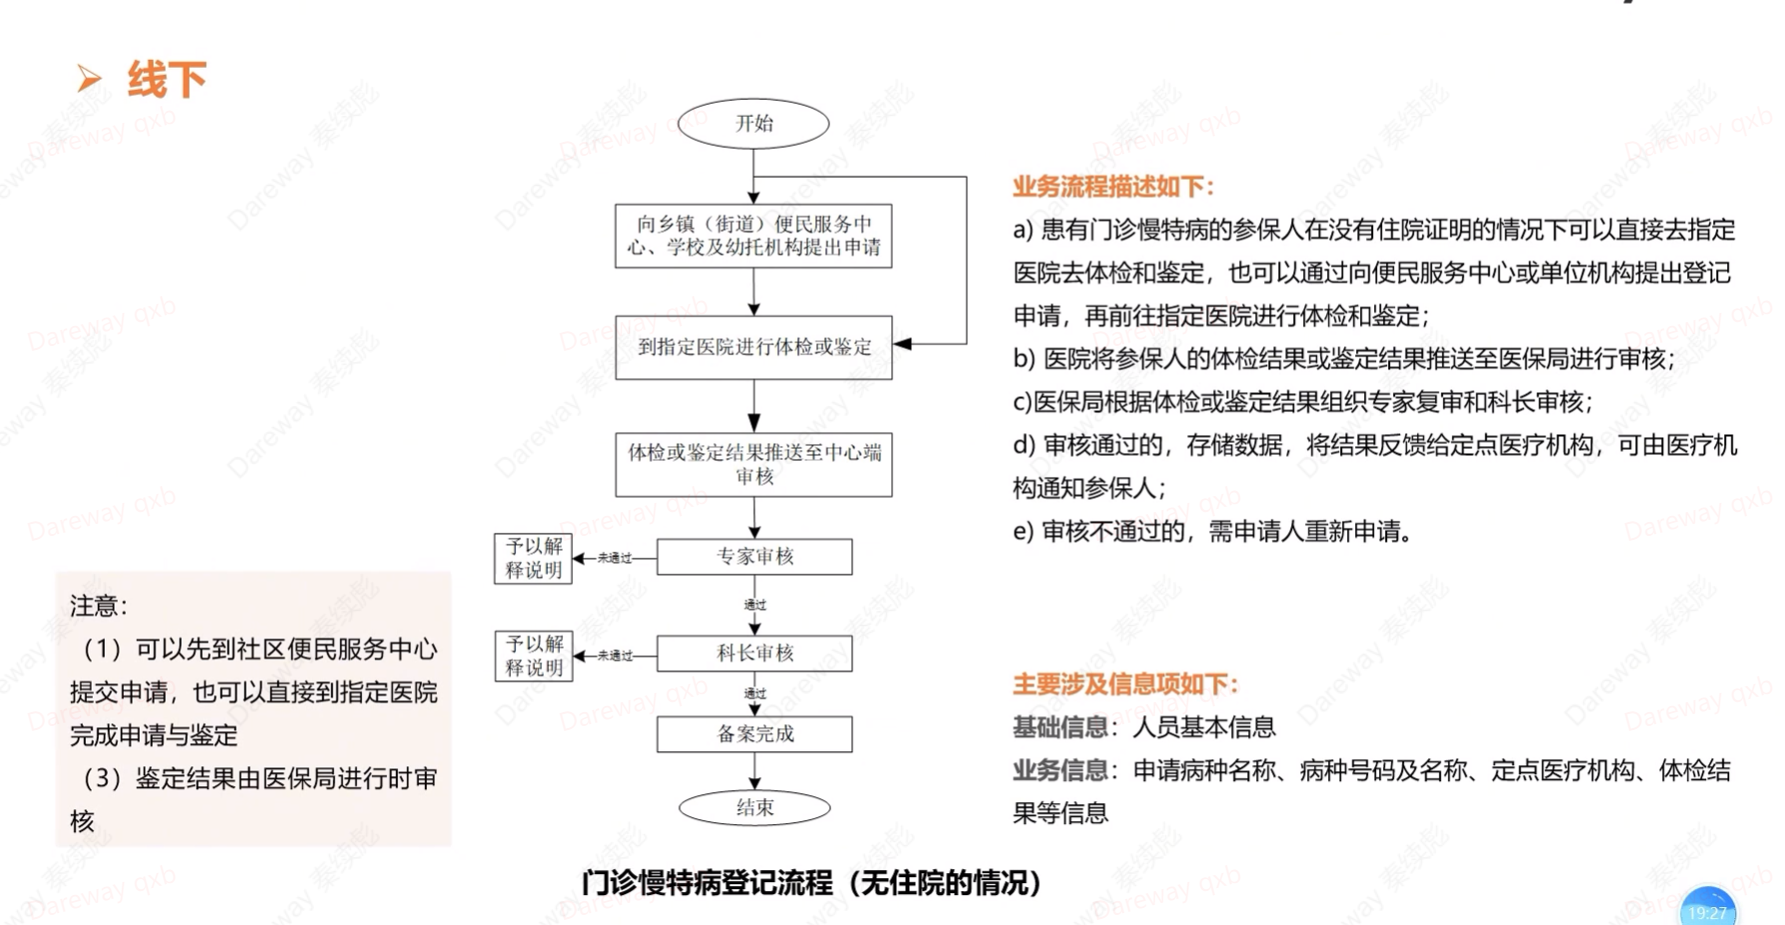 线下
开始
向乡镇（街道）便民服务中
心、学校及幼托机构提出申请
到指定医院进行体检或鉴定
体检或鉴定结果推送至中心端
审核
专家审核
未通过
予以解
释说明
通过
科长审核
未通过
予以解
释说明
通过
备案完成
结束
门诊慢特病登记流程（无住院的情况）
注意：
（1）可以先到社区便民服务中心
提交申请，也可以直接到指定医院
完成申请与鉴定
（3）鉴定结果由医保局进行时审
核
业务流程描述如下：
a) 患有门诊慢特病的参保人在没有住院证明的情况下可以直接去指定
医院去体检和鉴定，也可以通过向便民服务中心或单位机构提出登记
申请，再前往指定医院进行体检和鉴定；
b) 医院将参保人的体检结果或鉴定结果推送至医保局进行审核；
c)医保局根据体检或鉴定结果组织专家复审和科长审核；
d) 审核通过的，存储数据，将结果反馈给定点医疗机构，可由医疗机
构通知参保人；
e) 审核不通过的，需申请人重新申请。
主要涉及信息项如下：
基础信息：人员基本信息
业务信息：申请病种名称、病种号码及名称、定点医疗机构、体检结
果等信息
19:27
Dareway 秦续彪
Dareway qxb